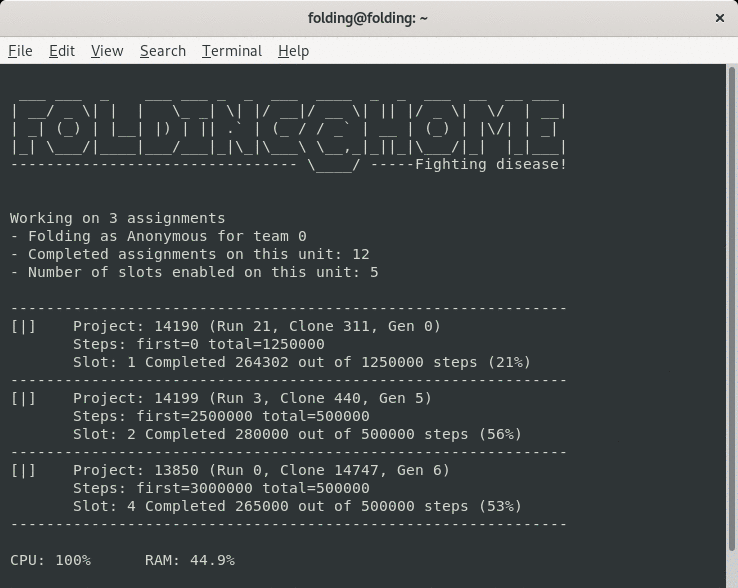 folding@folding: ~
File Edit View Search Terminal Help
FOLDING@HOME
-------------------------------- \____/ -----Fighting disease!
Working on 3 assignments
- Folding as Anonymous for team 0
- Completed assignments on this unit: 12
- Number of slots enabled on this unit: 5
--------------------------------------------------------------
[|] Project: 14190 (Run 21, Clone 311, Gen 0)
Steps: first=0 total=1250000
Slot: 1 Completed 264302 out of 1250000 steps (21%)
--------------------------------------------------------------
[|] Project: 14199 (Run 3, Clone 440, Gen 5)
Steps: first=2500000 total=500000
Slot: 2 Completed 280000 out of 500000 steps (56%)
--------------------------------------------------------------
[|] Project: 13850 (Run 0, Clone 14747, Gen 6)
Steps: first=3000000 total=500000
Slot: 4 Completed 265000 out of 500000 steps (53%)
--------------------------------------------------------------
CPU: 100% RAM: 44.9%